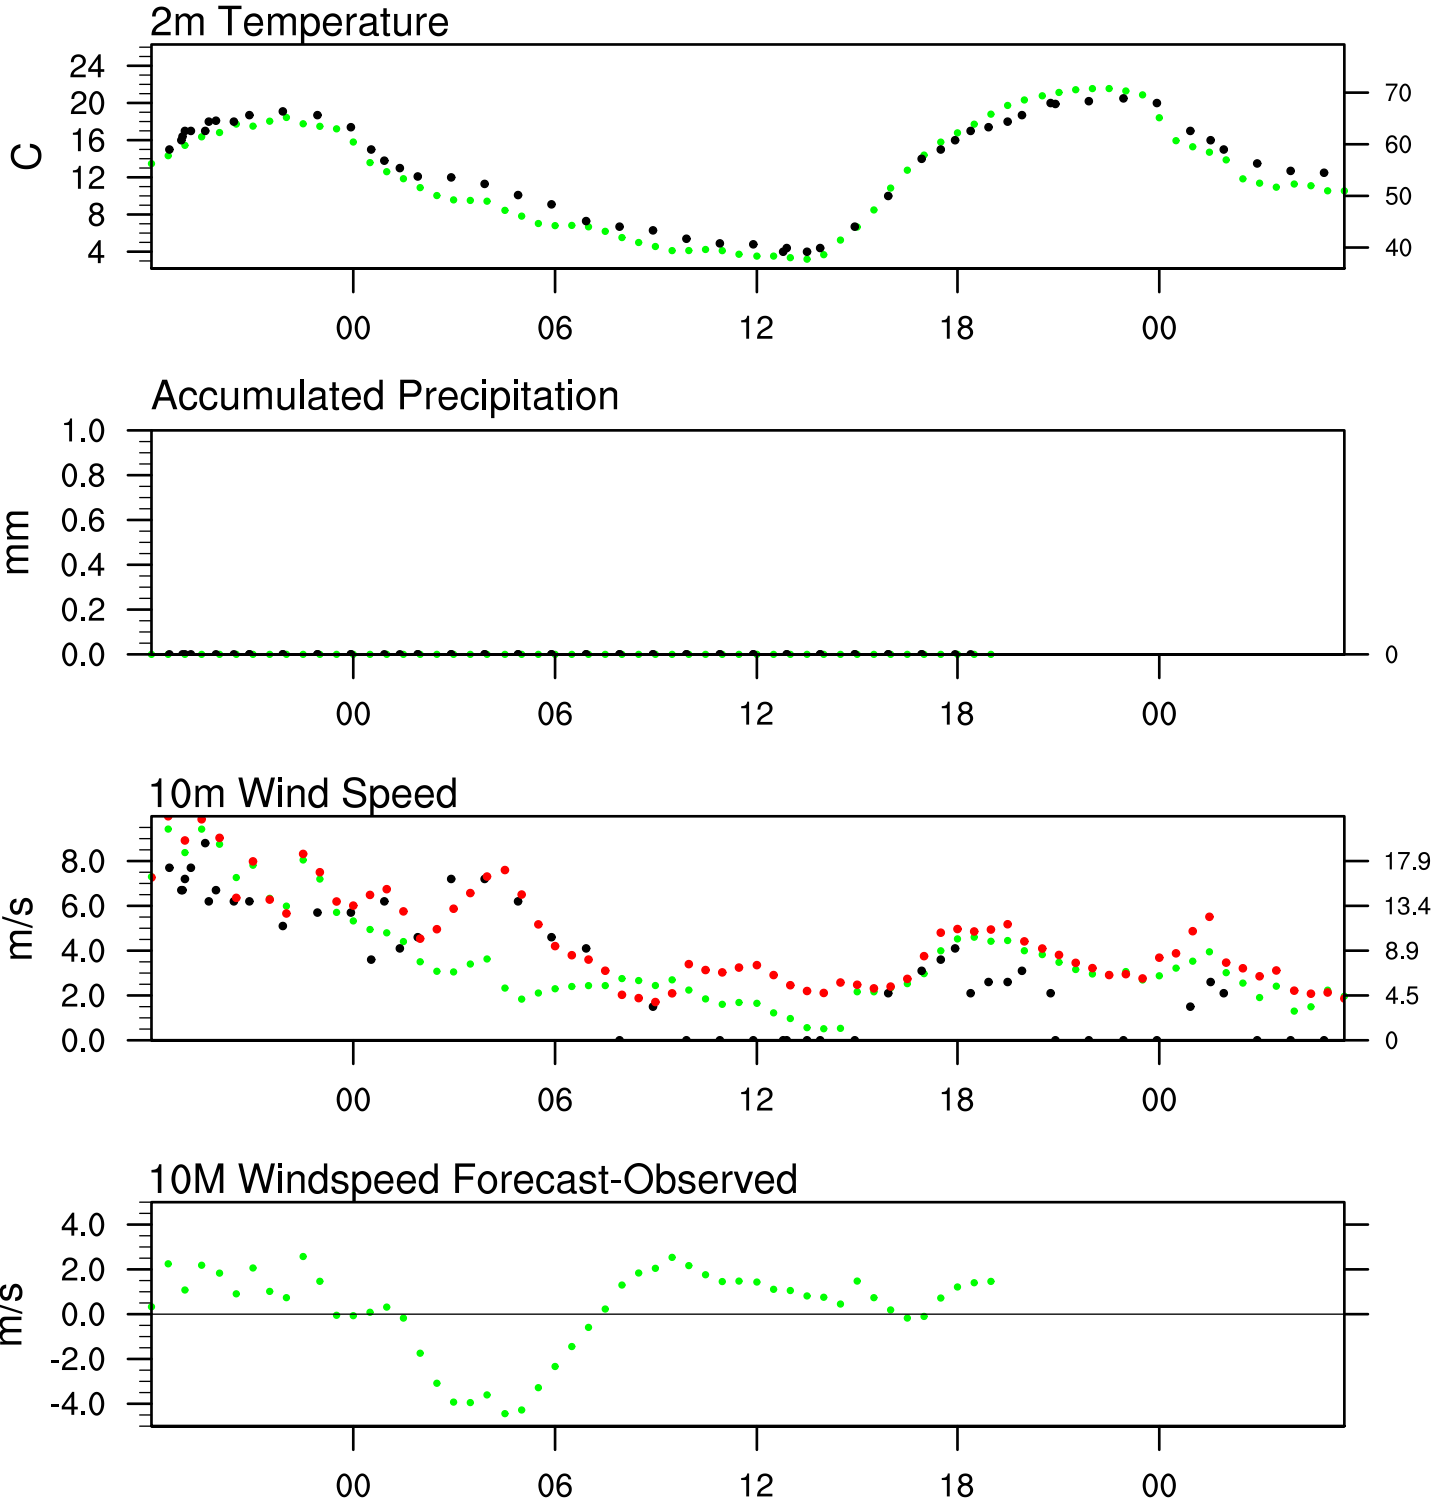 2m Temperature
24
20
16
12
8
4
C
70
60
50
40
00 06 12 18 00
Accumulated Precipitation
1.0
0.8
0.6
0.4
0.2
0.0
mm
0
00 06 12 18 00
10m Wind Speed
8.0
6.0
4.0
2.0
0.0
m/s
17.9
13.4
8.9
4.5
0
00 06 12 18 00
10M Windspeed Forecast-Observed
4.0
2.0
0.0
-2.0
-4.0
m/s
00 06 12 18 00